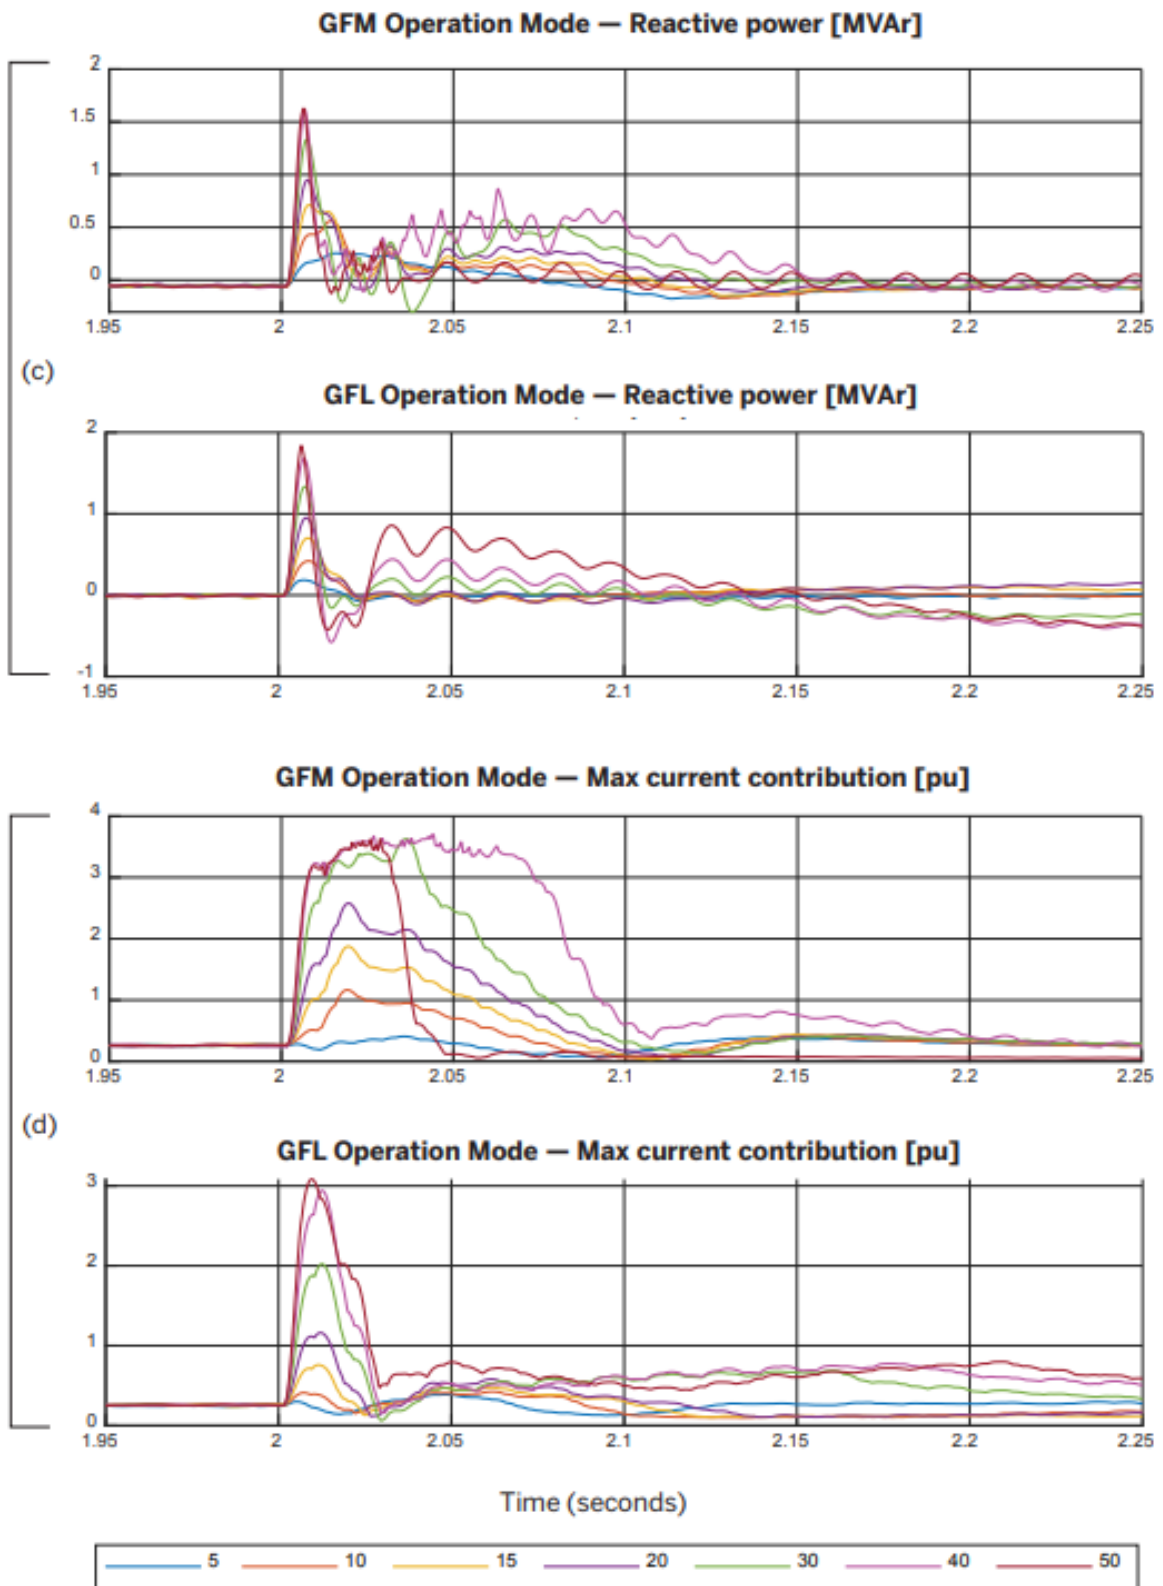 GFM Operation Mode — Reactive power [MVAr]
2
1.5
1
0.5
0
1.95 2 2.05 2.1 2.15 2.2 2.25
(c)
GFL Operation Mode — Reactive power [MVAr]
2
1
0
-1
1.95 2 2.05 2.1 2.15 2.2 2.25
GFM Operation Mode — Max current contribution [pu]
4
3
2
1
0
1.95 2 2.05 2.1 2.15 2.2 2.25
(d)
GFL Operation Mode — Max current contribution [pu]
3
2
1
0
1.95 2 2.05 2.1 2.15 2.2 2.25
Time (seconds)
5 10 15 20 30 40 50